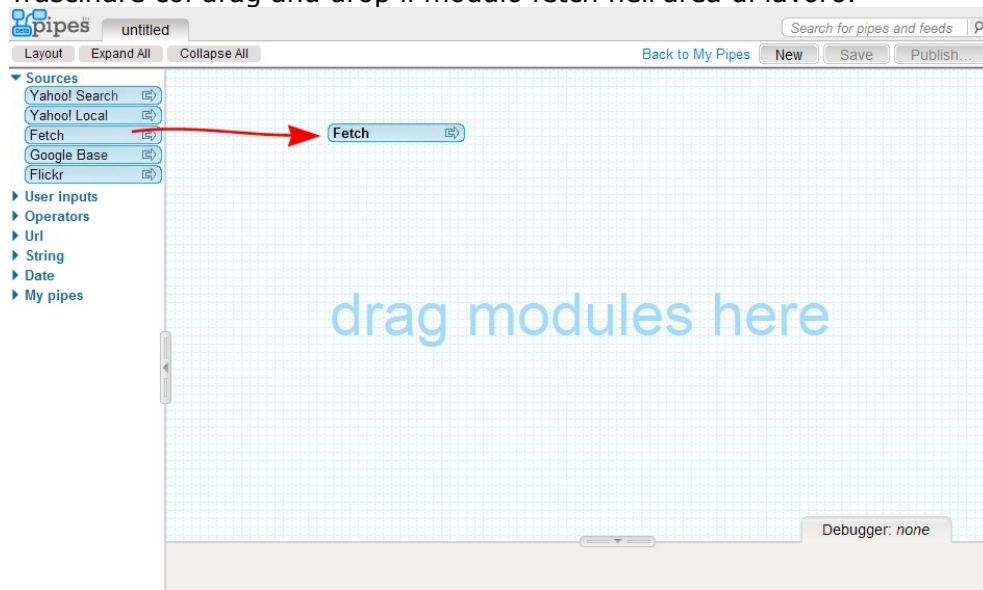 Trascinare col drag and drop il modulo fetch nell'area di lavoro.
pipes untitled Search for pipes and feeds
beta
Layout Expand All Collapse All Back to My Pipes New Save Publish...
Sources
Yahoo! Search
Yahoo! Local
Fetch
Google Base
Flickr
User inputs
Operators
Url
String
Date
My pipes
Fetch
drag modules here
Debugger: none